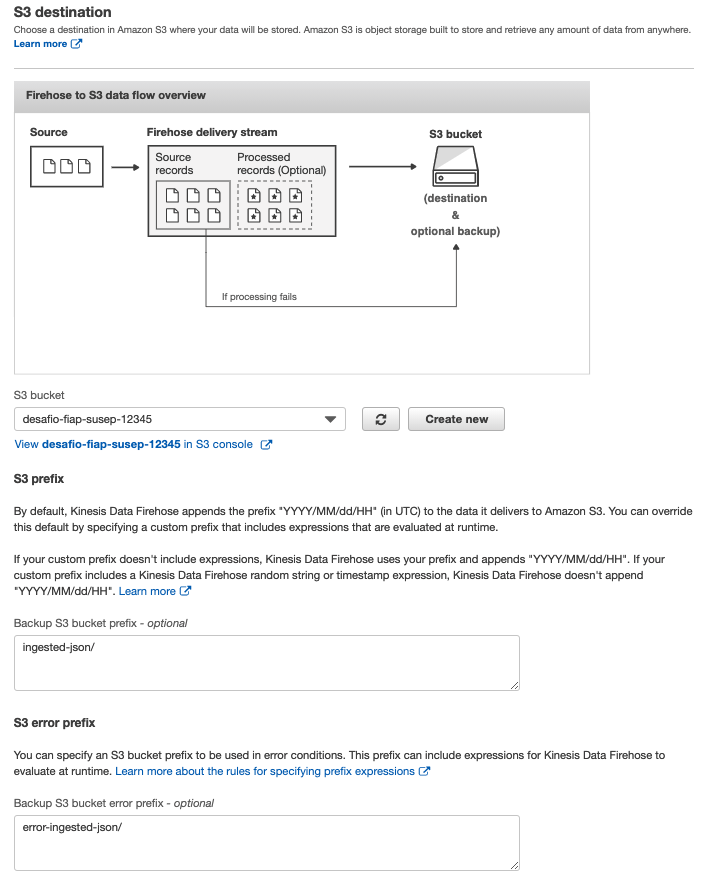 S3 destination
Choose a destination in Amazon S3 where your data will be stored. Amazon S3 is object storage built to store and retrieve any amount of data from anywhere.
Learn more
Firehose to S3 data flow overview
Source
Firehose delivery stream
S3 bucket
Source
records
Processed
records (Optional)
(destination
&
optional backup)
If processing fails
S3 bucket
desafio-fiap-susep-12345
Create new
View desafio-fiap-susep-12345 in S3 console
S3 prefix
By default, Kinesis Data Firehose appends the prefix "YYYY/MM/dd/HH" (in UTC) to the data it delivers to Amazon S3. You can override
this default by specifying a custom prefix that includes expressions that are evaluated at runtime.
If your custom prefix doesn't include expressions, Kinesis Data Firehose uses your prefix and appends "YYYY/MM/dd/HH". If your
custom prefix includes a Kinesis Data Firehose random string or timestamp expression, Kinesis Data Firehose doesn't append
"YYYY/MM/dd/HH". Learn more
Backup S3 bucket prefix - optional
ingested-json/
S3 error prefix
You can specify an S3 bucket prefix to be used in error conditions. This prefix can include expressions for Kinesis Data Firehose to
evaluate at runtime. Learn more about the rules for specifying prefix expressions
Backup S3 bucket error prefix - optional
error-ingested-json/